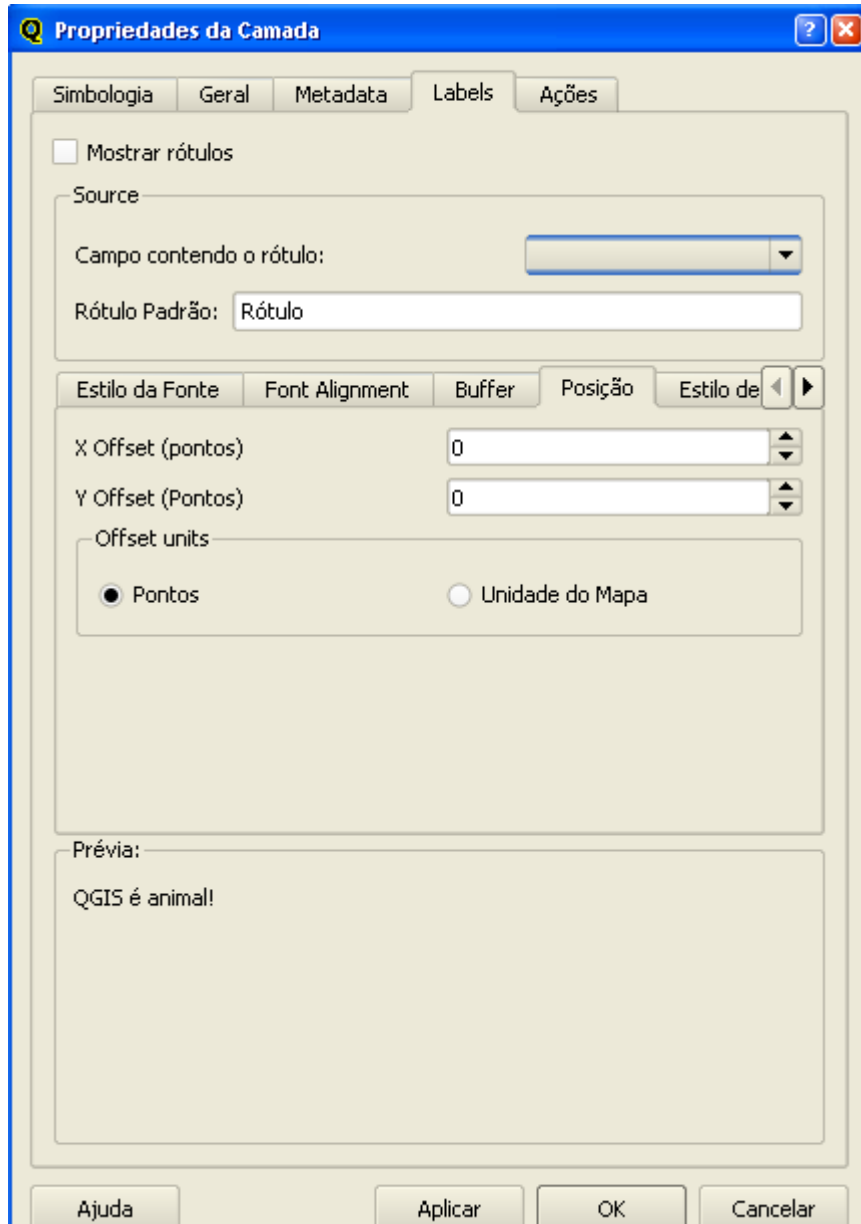 Propriedades da Camada
Simbologia Geral Metadata Labels Ações
Mostrar rótulos
Source
Campo contendo o rótulo:
Rótulo Padrão: Rótulo
Estilo da Fonte Font Alignment Buffer Posição Estilo de
X Offset (pontos) 0
Y Offset (Pontos) 0
Offset units
Pontos Unidade do Mapa
Prévia:
QGIS é animal!
Ajuda Aplicar OK Cancelar